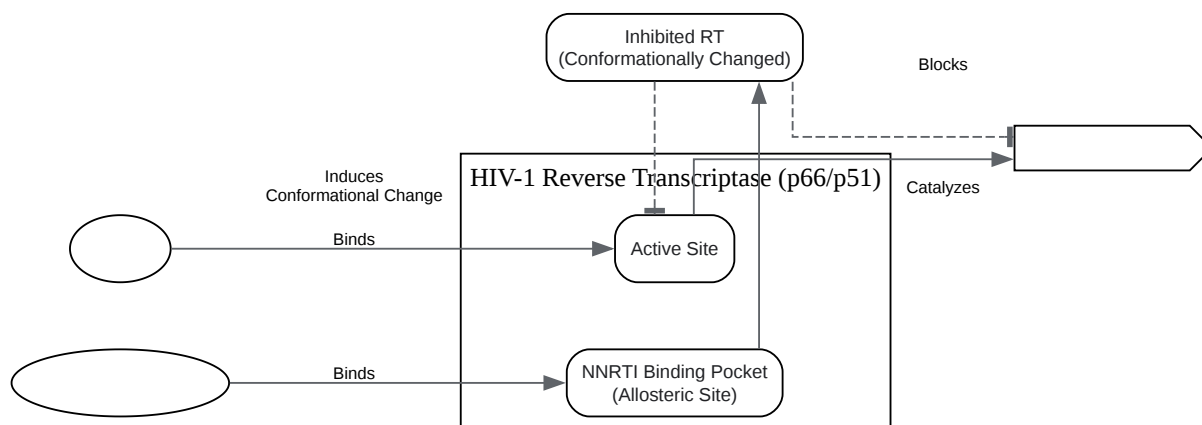 Inhibited RT
(Conformationally Changed)
Blocks
HIV-1 Reverse Transcriptase (p66/p51)
Induces
Conformational Change
Catalyzes
Binds
Active Site
Binds
NNRTI Binding Pocket
(Allosteric Site)